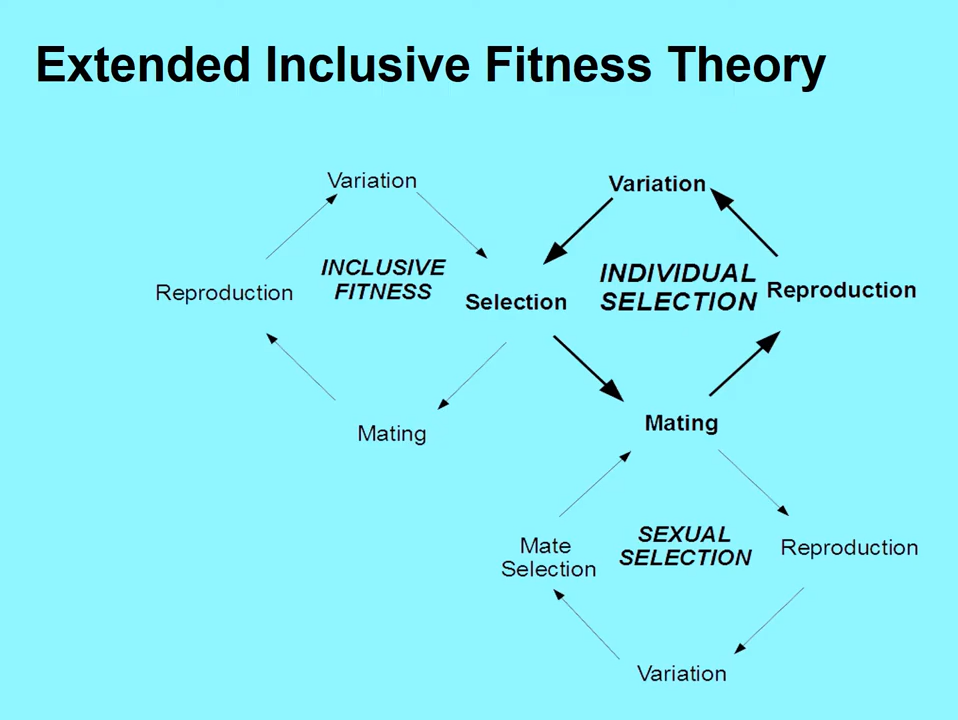 Extended Inclusive Fitness Theory
Variation
Variation
INCLUSIVE
FITNESS
INDIVIDUAL
SELECTION
Reproduction
Selection
Reproduction
Mating
Mating
Mate
Selection
SEXUAL
SELECTION
Reproduction
Variation